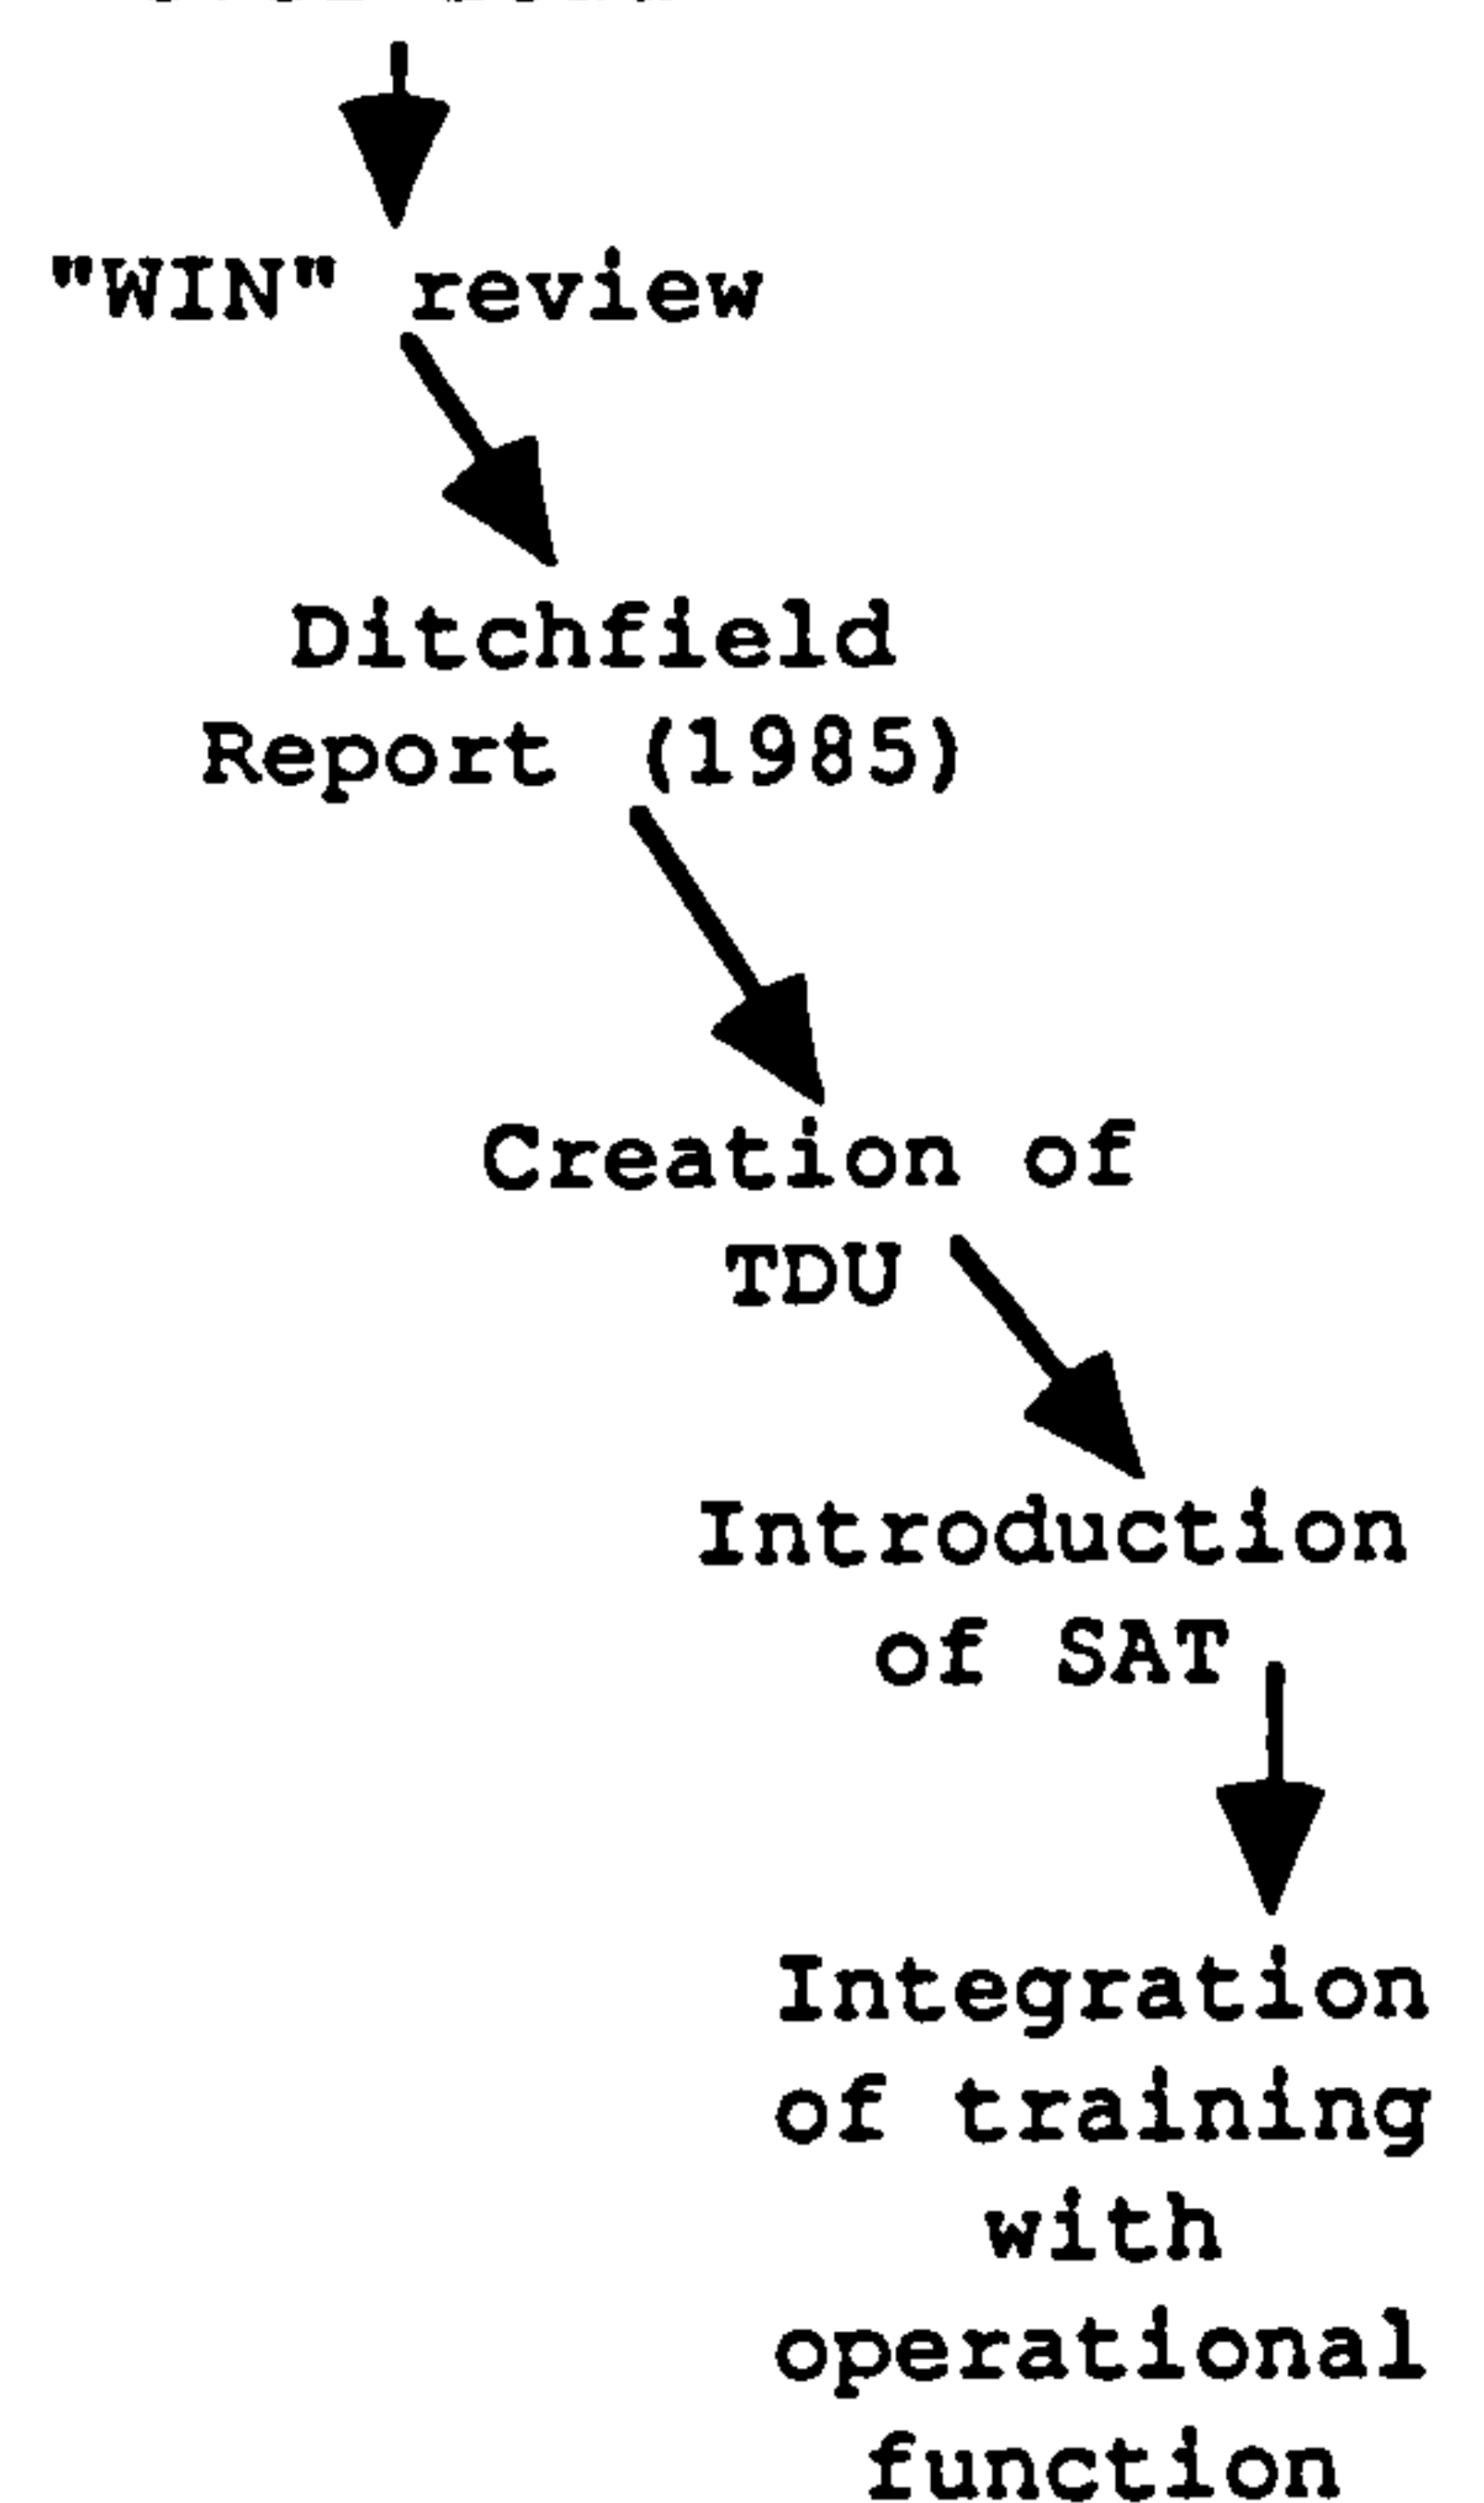 "WIN" review
Ditchfield
Report (1985)
Creation of
TDU
Introduction
of SAT
Integration
of training
with
operational
function